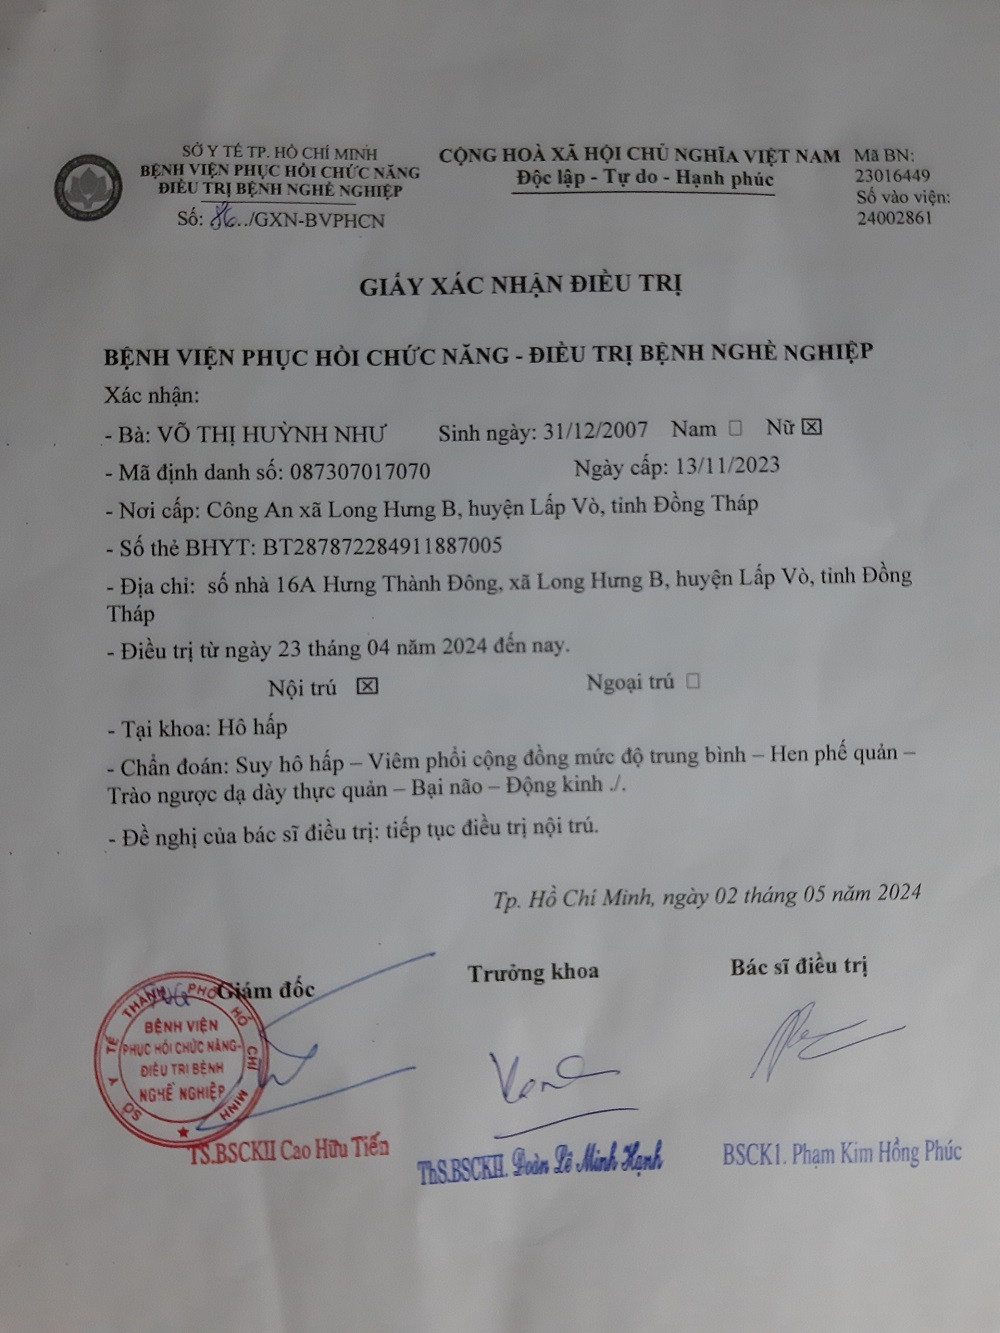 SỞ Y TẾ TP. HỒ CHÍ MINH
BỆNH VIỆN PHỤC HỒI CHỨC NĂNG
ĐIỀU TRỊ BỆNH NGHỀ NGHIỆP
Số: 86../GXN-BVPHCN
CỘNG HOÀ XÃ HỘI CHỦ NGHĨA VIỆT NAM
Độc lập - Tự do - Hạnh phúc
Mã BN:
23016449
Số vào viện:
24002861
GIẤY XÁC NHẬN ĐIỀU TRỊ
BỆNH VIỆN PHỤC HỒI CHỨC NĂNG - ĐIỀU TRỊ BỆNH NGHỀ NGHIỆP
Xác nhận:
- Bà: VÕ THỊ HUỲNH NHƯ Sinh ngày: 31/12/2007 Nam ☐ Nữ ☒
- Mã định danh số: 087307017070 Ngày cấp: 13/11/2023
- Nơi cấp: Công An xã Long Hưng B, huyện Lấp Vò, tỉnh Đồng Tháp
- Số thẻ BHYT: BT287872284911887005
- Địa chỉ: số nhà 16A Hưng Thành Đông, xã Long Hưng B, huyện Lấp Vò, tỉnh Đồng
Tháp
- Điều trị từ ngày 23 tháng 04 năm 2024 đến nay.
Nội trú ☒ Ngoại trú ☐
- Tại khoa: Hô hấp
- Chẩn đoán: Suy hô hấp – Viêm phổi cộng đồng mức độ trung bình – Hen phế quản –
Trào ngược dạ dày thực quản – Bại não – Động kinh ./.
- Đề nghị của bác sĩ điều trị: tiếp tục điều trị nội trú.
Tp. Hồ Chí Minh, ngày 02 tháng 05 năm 2024
Giám đốc
Trưởng khoa
Bác sĩ điều trị
SỞ Y TẾ THÀNH PHỐ HỒ CHÍ MINH
BỆNH VIỆN
PHỤC HỒI CHỨC NĂNG-
ĐIỀU TRỊ BỆNH
NGHỀ NGHIỆP
TS.BSCKII Cao Hữu Tiến
ThS.BSCKII. Đoàn Lê Minh Hạnh
BSCK1. Phạm Kim Hồng Phúc